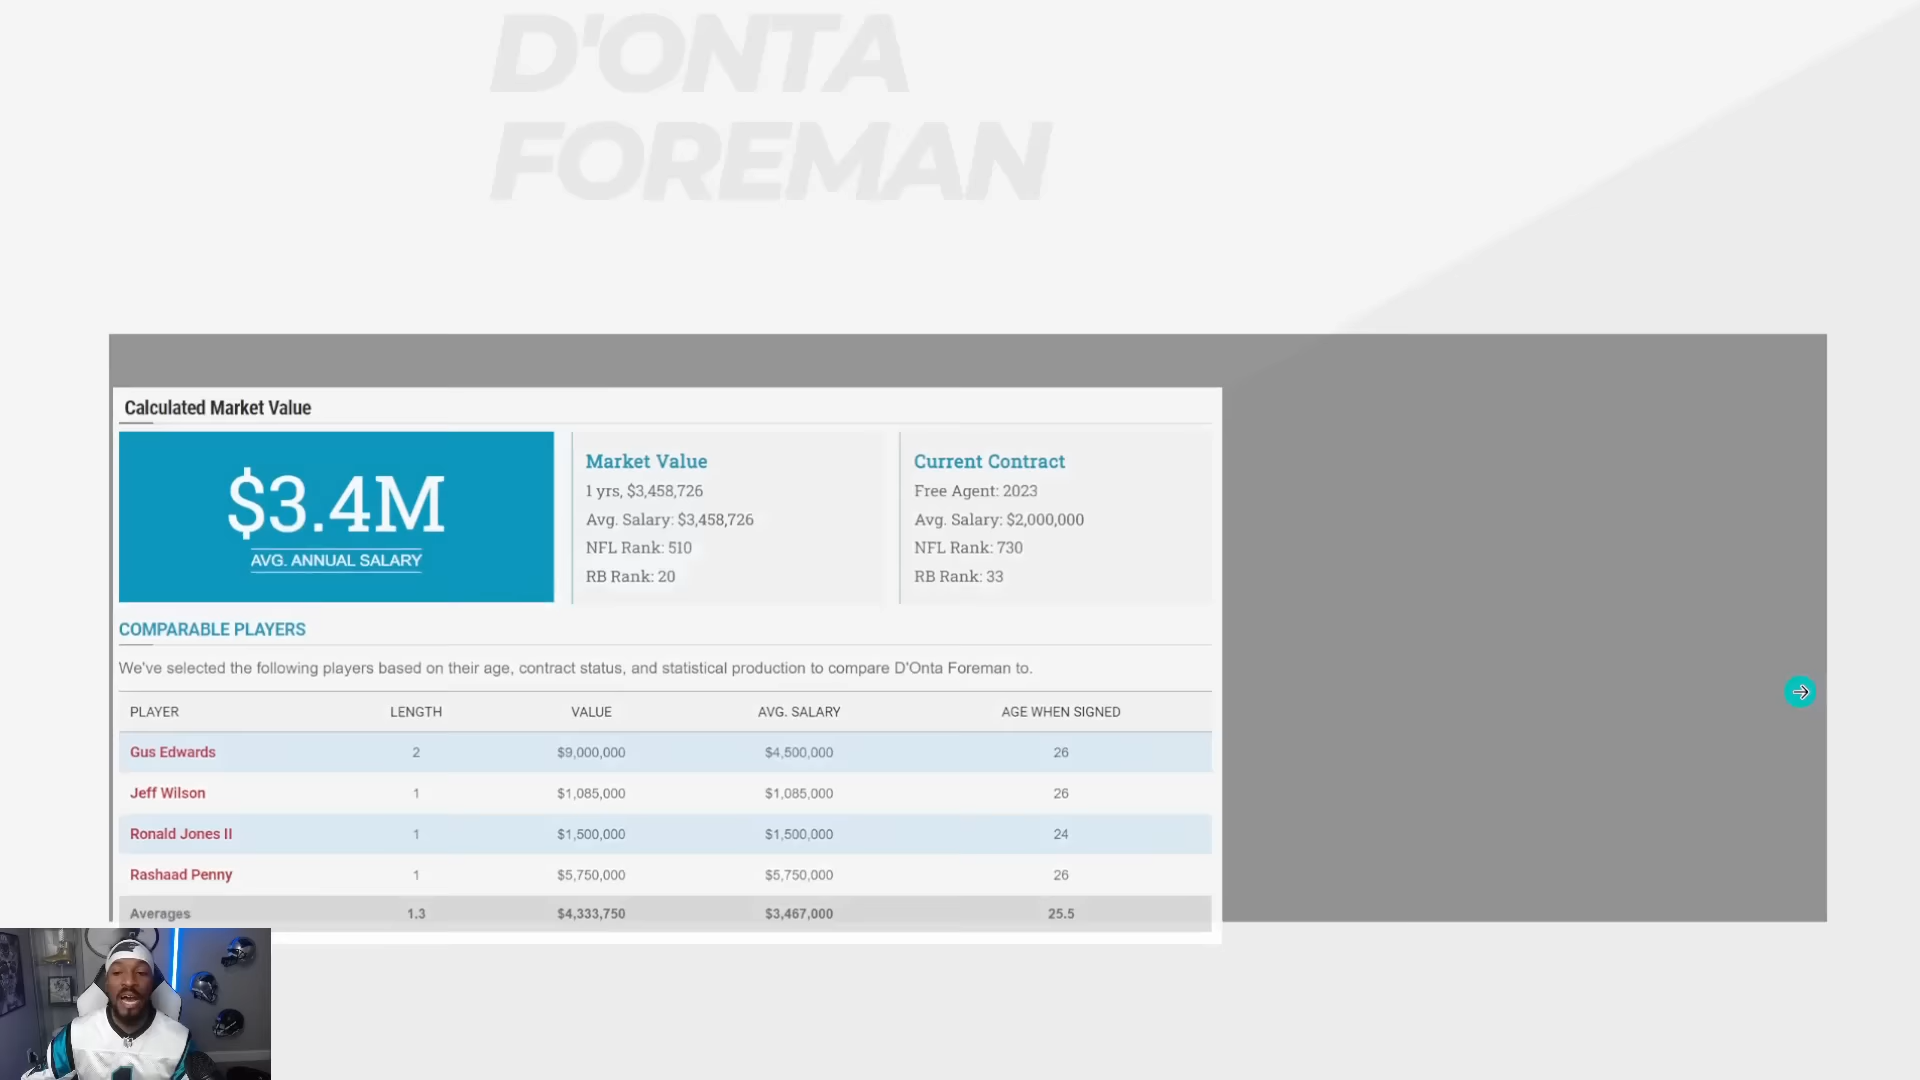 D'ONTA
FOREMAN
Calculated Market Value
$3.4M
AVG. ANNUAL SALARY
Market Value
1 yrs, $3,458,726
Avg. Salary: $3,458,726
NFL Rank: 510
RB Rank: 20
Current Contract
Free Agent: 2023
Avg. Salary: $2,000,000
NFL Rank: 730
RB Rank: 33
COMPARABLE PLAYERS
We've selected the following players based on their age, contract status, and statistical production to compare D'Onta Foreman to.
PLAYER LENGTH VALUE AVG. SALARY AGE WHEN SIGNED
Gus Edwards 2 $9,000,000 $4,500,000 26
Jeff Wilson 1 $1,085,000 $1,085,000 26
Ronald Jones II 1 $1,500,000 $1,500,000 24
Rashaad Penny 1 $5,750,000 $5,750,000 26
Averages 1.3 $4,333,750 $3,467,000 25.5